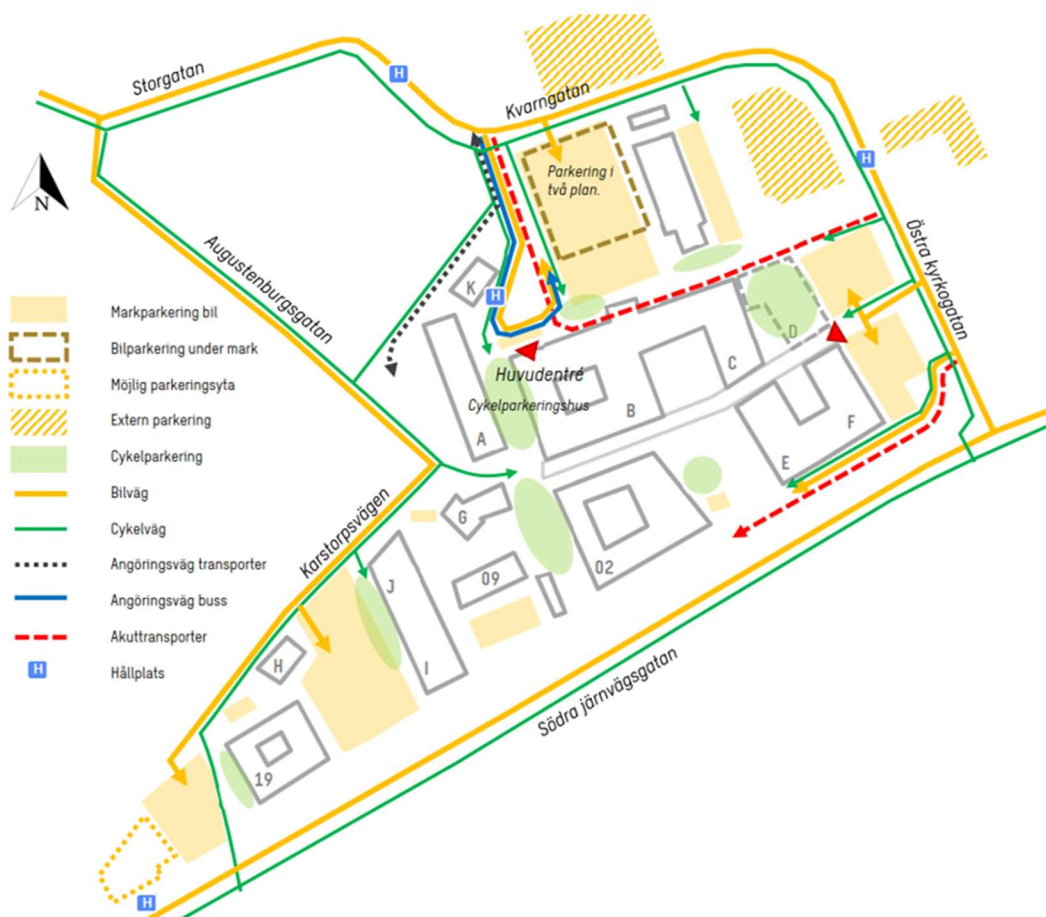 Storgatan
H
Kvarngatan
Parkering i
två plan.
H
Östra kyrkogatan
N
Augustenburgsgatan
K
H
D
C
Huvudentré
Cykelparkeringshus
B
A
F
E
G
Karstorpsvägen
J
09
02
I
H
19
Södra järnvägsgatan
H
Markparkering bil
Bilparkering under mark
Möjlig parkeringsyta
Extern parkering
Cykelparkering
Bilväg
Cykelväg
Angöringsväg transporter
Angöringsväg buss
Akuttransporter
H Hållplats